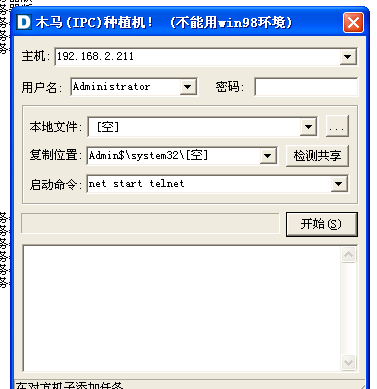 木马(IPC)种植机！ (不能用win98环境)
主机: 192.168.2.211
用户名: Administrator 密码:
本地文件: [空] ...
复制位置: Admin$\system32\[空] 检测共享
启动命令: net start telnet
开始(S)
在对方机子添加任务